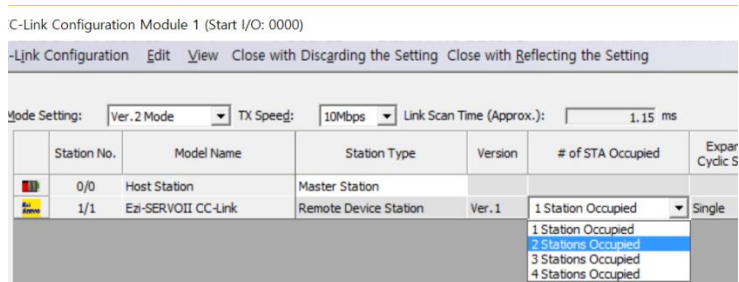 C-Link Configuration Module 1 (Start I/O: 0000)
-Link Configuration Edit View Close with Discarding the Setting Close with Reflecting the Setting
Mode Setting: Ver.2 Mode TX Speed: 10Mbps Link Scan Time (Approx.): 1.15 ms
Station No. Model Name Station Type Version # of STA Occupied Expan
Cyclic S
0/0 Host Station Master Station
1/1 Ezi-SERVOII CC-Link Remote Device Station Ver.1 1 Station Occupied Single
1 Station Occupied
2 Stations Occupied
3 Stations Occupied
4 Stations Occupied